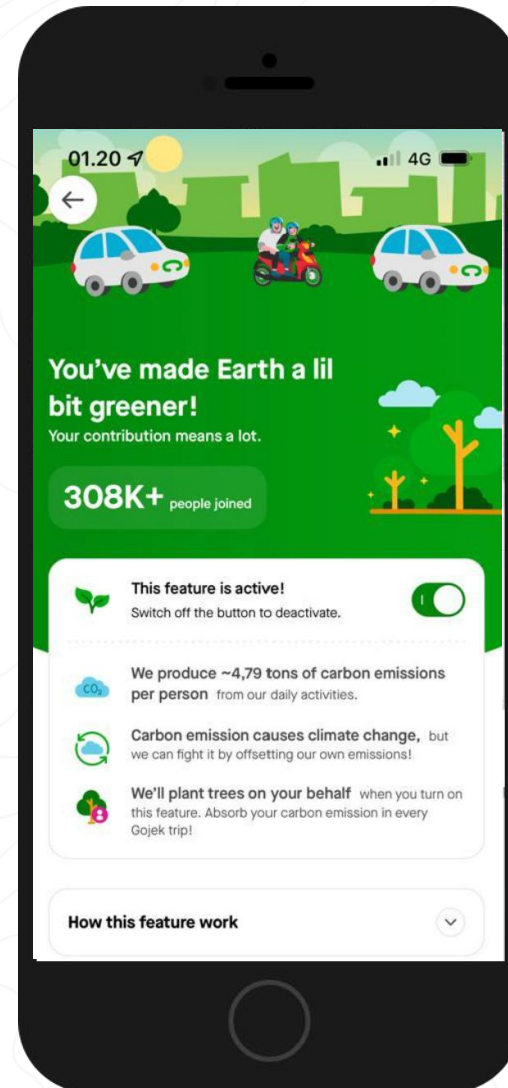 01.20
4G
You've made Earth a lil
bit greener!
Your contribution means a lot.
308K+ people joined
This feature is active!
Switch off the button to deactivate.
CO₂
We produce ~4,79 tons of carbon emissions
per person from our daily activities.
Carbon emission causes climate change, but
we can fight it by offsetting our own emissions!
We'll plant trees on your behalf when you turn on
this feature. Absorb your carbon emission in every
Gojek trip!
How this feature work